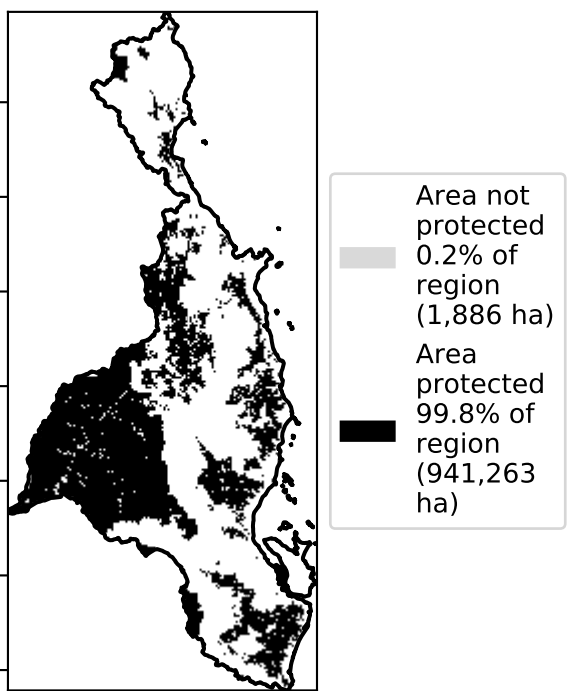 Area not
protected
0.2% of
region
(1,886 ha)
Area
protected
99.8% of
region
(941,263
ha)